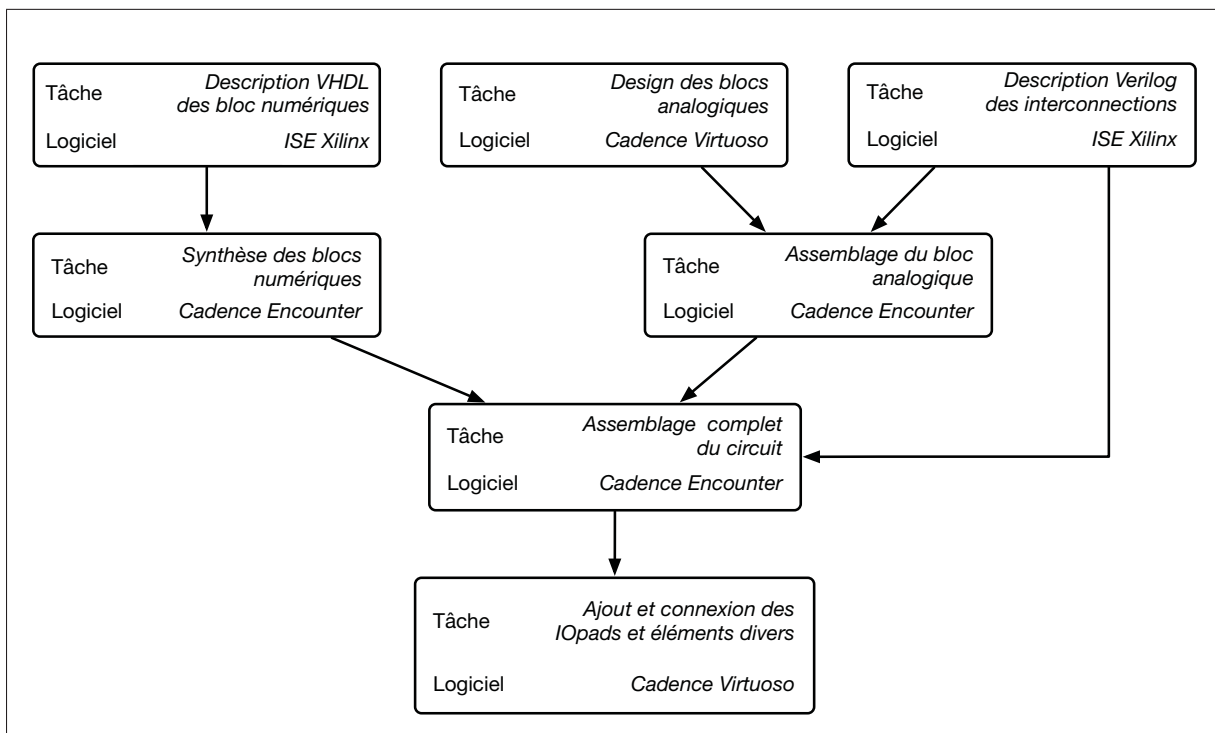 Tâche
Description VHDL
des bloc numériques
Logiciel
ISE Xilinx
Tâche
Design des blocs
analogiques
Logiciel
Cadence Virtuoso
Tâche
Description Verilog
des interconnections
Logiciel
ISE Xilinx
Tâche
Synthèse des blocs
numériques
Logiciel
Cadence Encounter
Tâche
Assemblage du bloc
analogique
Logiciel
Cadence Encounter
Tâche
Assemblage complet
du circuit
Logiciel
Cadence Encounter
Tâche
Ajout et connexion des
IOpads et éléments divers
Logiciel
Cadence Virtuoso